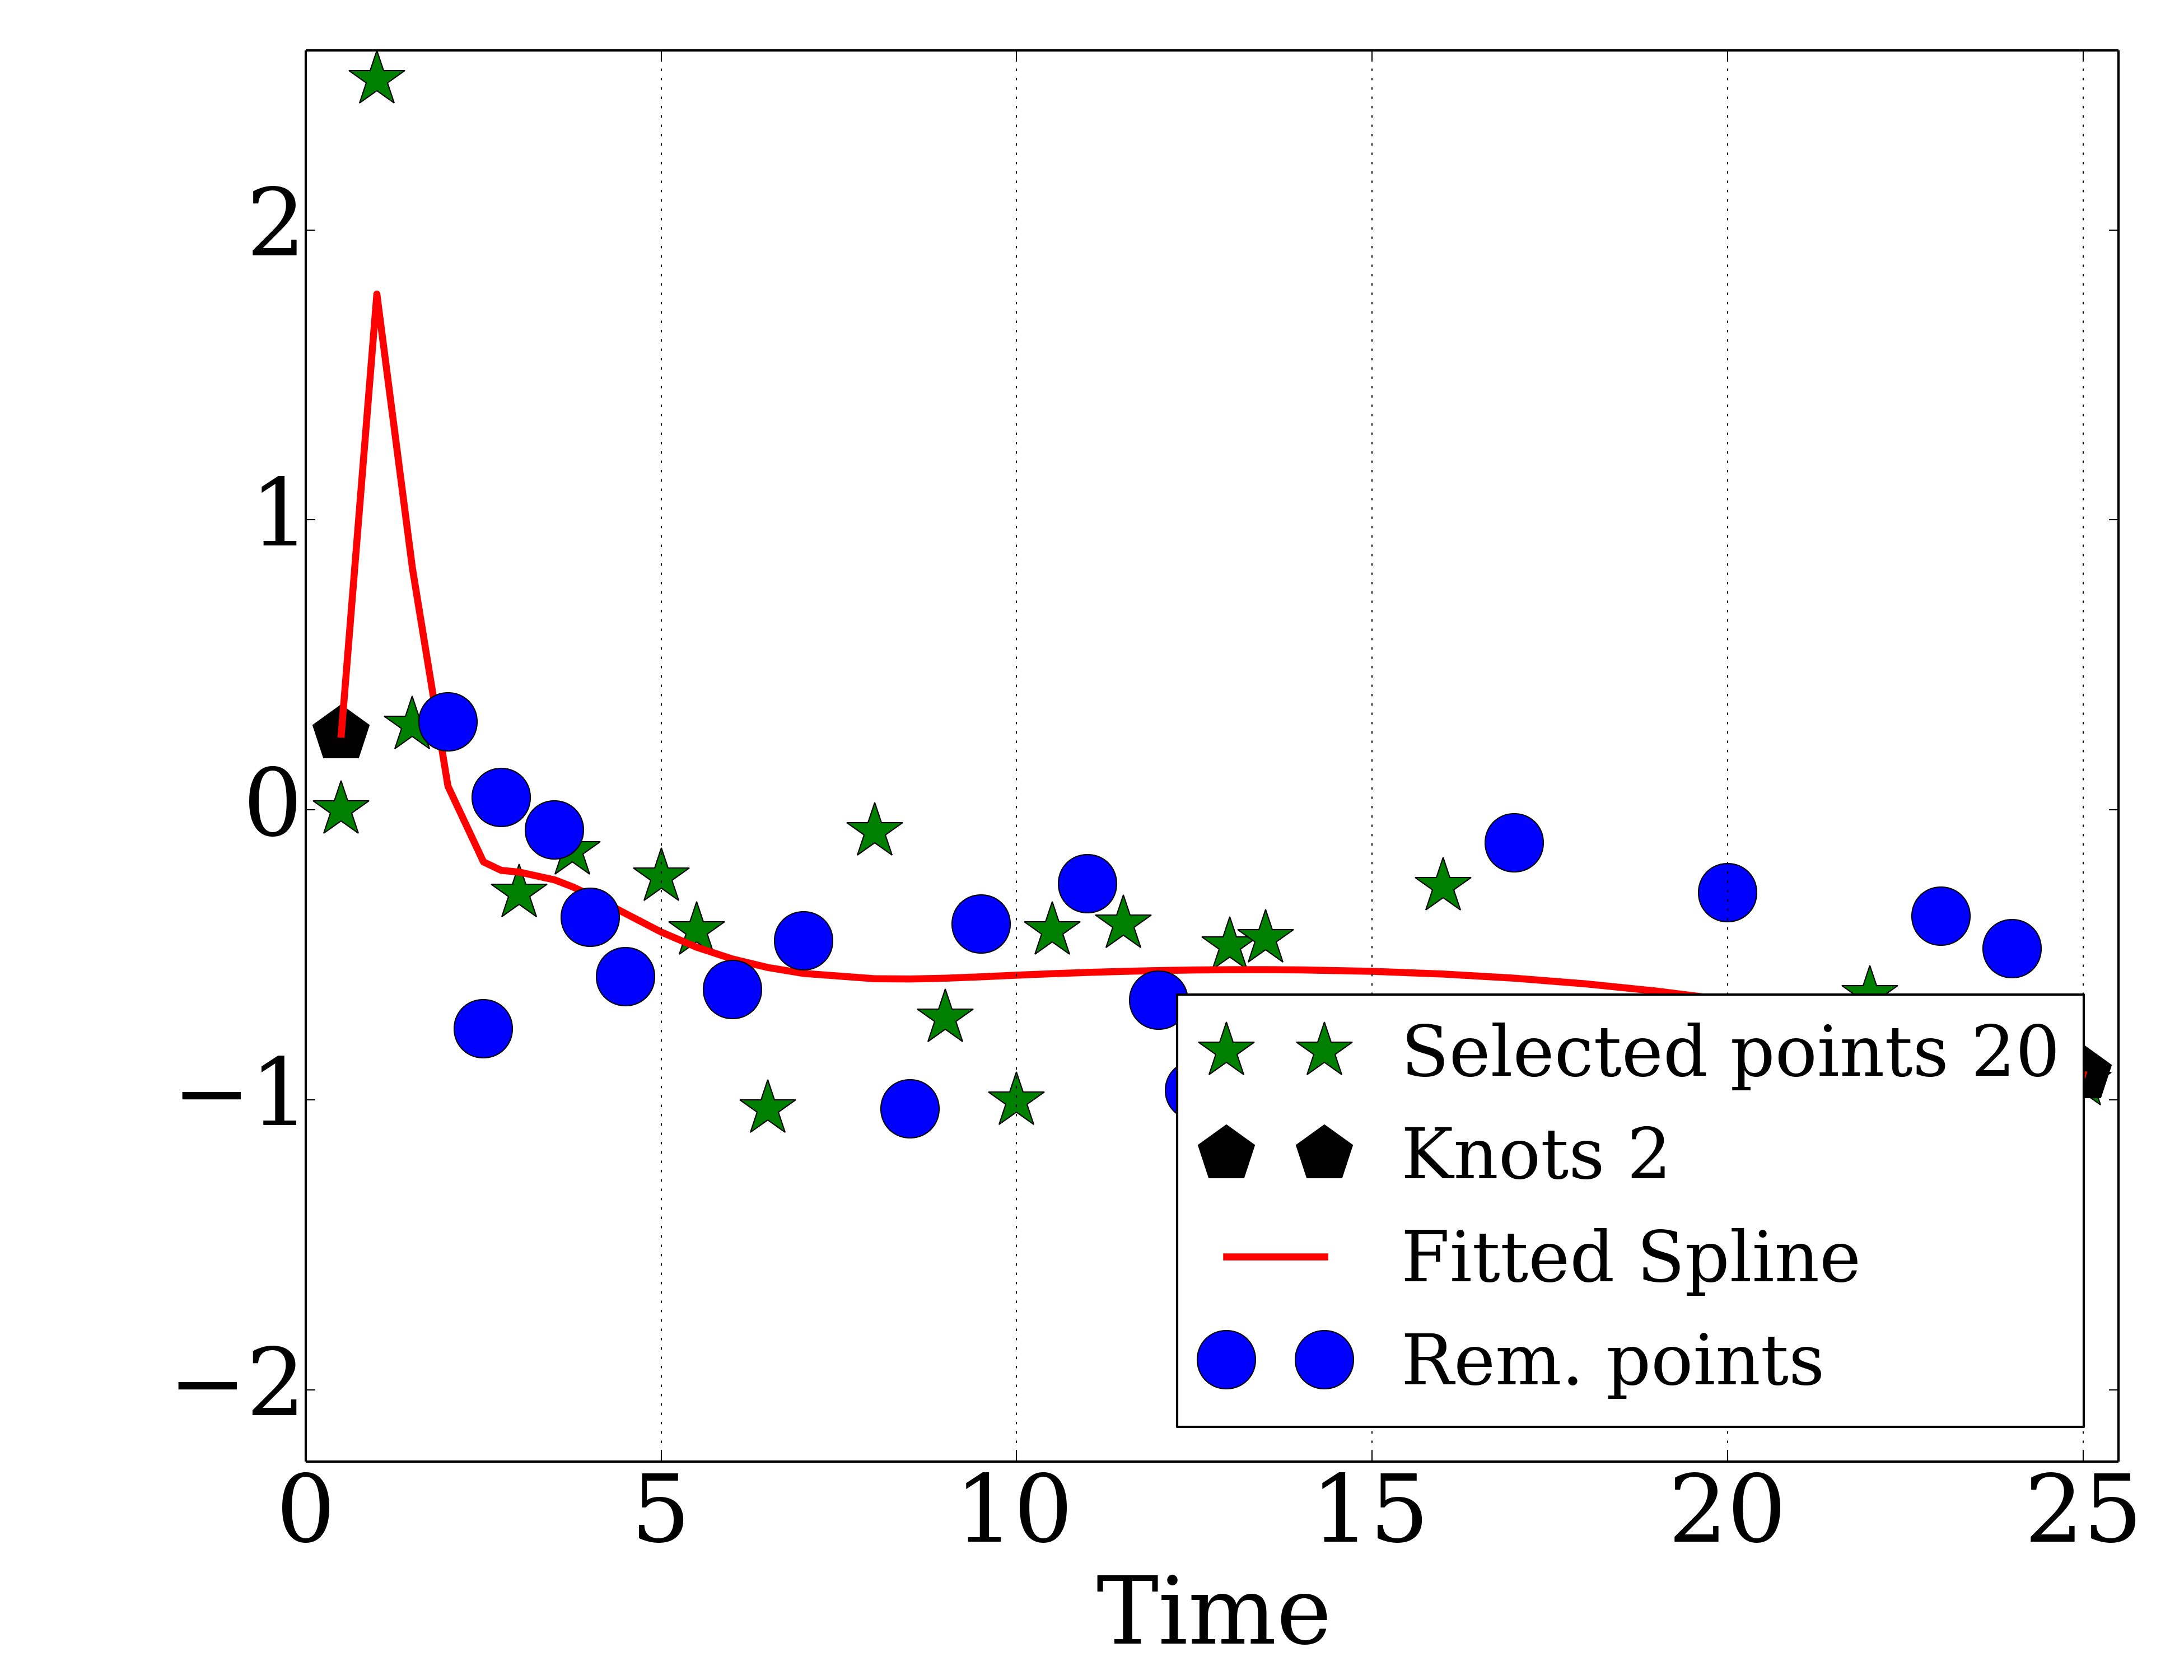 2
1
0
−1
−2
Selected points 20
Knots 2
Fitted Spline
Rem. points
0 5 10 15 20 25
Time